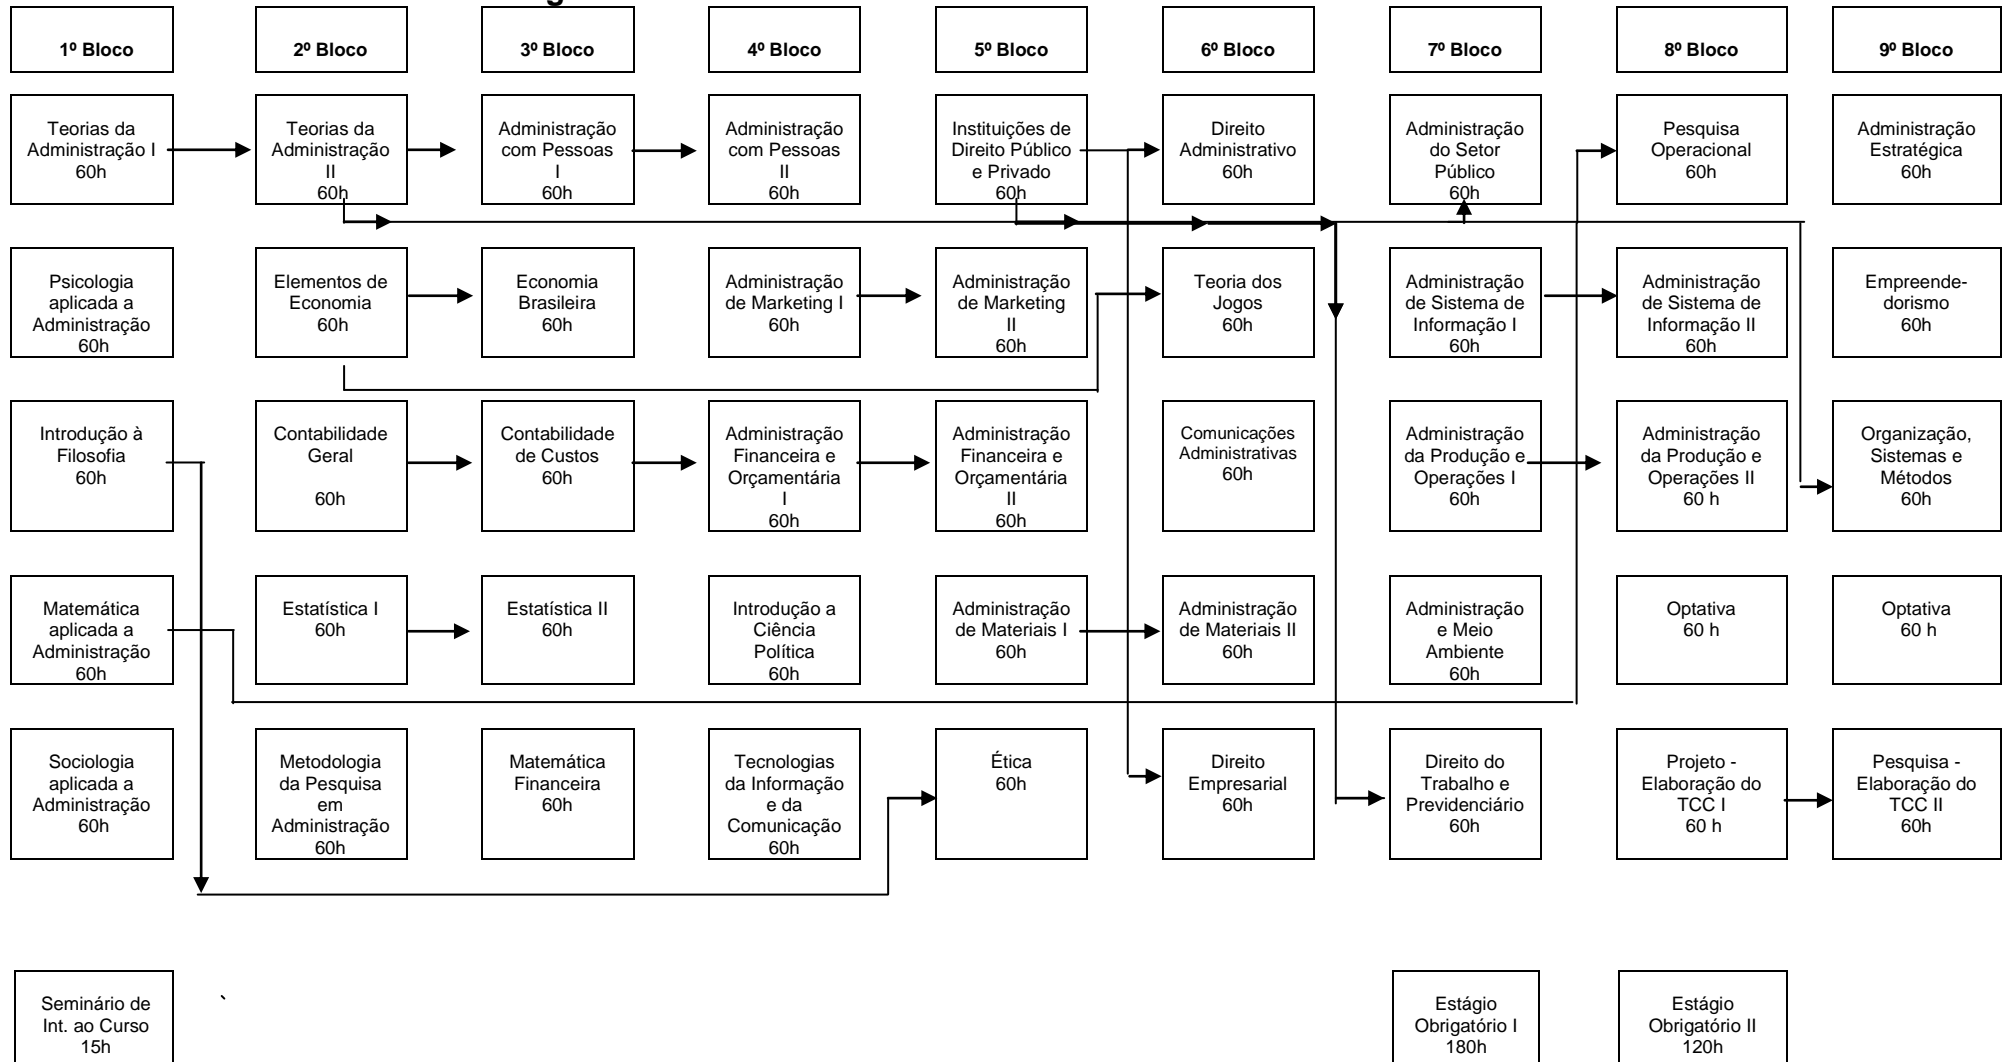 1º Bloco
2º Bloco
3º Bloco
4º Bloco
5º Bloco
6º Bloco
7º Bloco
8º Bloco
9º Bloco
Teorias da
Administração I
60h
Teorias da
Administração
II
60h
Administração
com Pessoas
I
60h
Administração
com Pessoas
II
60h
Instituições de
Direito Público
e Privado
60h
Direito
Administrativo
60h
Administração
do Setor
Público
60h
Pesquisa
Operacional
60h
Administração
Estratégica
60h
Psicologia
aplicada a
Administração
60h
Elementos de
Economia
60h
Economia
Brasileira
60h
Administração
de Marketing I
60h
Administração
de Marketing
II
60h
Teoria dos
Jogos
60h
Administração
de Sistema de
Informação I
60h
Administração
de Sistema de
Informação II
60h
Empreende-
dorismo
60h
Introdução à
Filosofia
60h
Contabilidade
Geral
60h
Contabilidade
de Custos
60h
Administração
Financeira e
Orçamentária
I
60h
Administração
Financeira e
Orçamentária
II
60h
Comunicações
Administrativas
60h
Administração
da Produção e
Operações I
60h
Administração
da Produção e
Operações II
60 h
Organização,
Sistemas e
Métodos
60h
Matemática
aplicada a
Administração
60h
Estatística I
60h
Estatística II
60h
Introdução a
Ciência
Política
60h
Administração
de Materiais I
60h
Administração
de Materiais II
60h
Administração
e Meio
Ambiente
60h
Optativa
60 h
Optativa
60 h
Sociologia
aplicada a
Administração
60h
Metodologia
da Pesquisa
em
Administração
60h
Matemática
Financeira
60h
Tecnologias
da Informação
e da
Comunicação
60h
Ética
60h
Direito
Empresarial
60h
Direito do
Trabalho e
Previdenciário
60h
Projeto -
Elaboração do
TCC I
60 h
Pesquisa -
Elaboração do
TCC II
60h
Seminário de
Int. ao Curso
15h
`
Estágio
Obrigatório I
180h
Estágio
Obrigatório II
120h